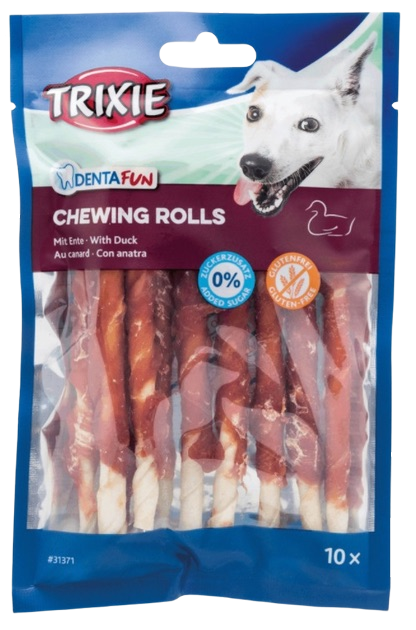 TRIXIE
DENTAFUN
CHEWING ROLLS
Mit Ente · With Duck
Au canard · Con anatra
ZUCKERZUSATZ
0%
ADDED SUGAR
GLUTENFREI
GLUTEN-FREE
#31371
10 x